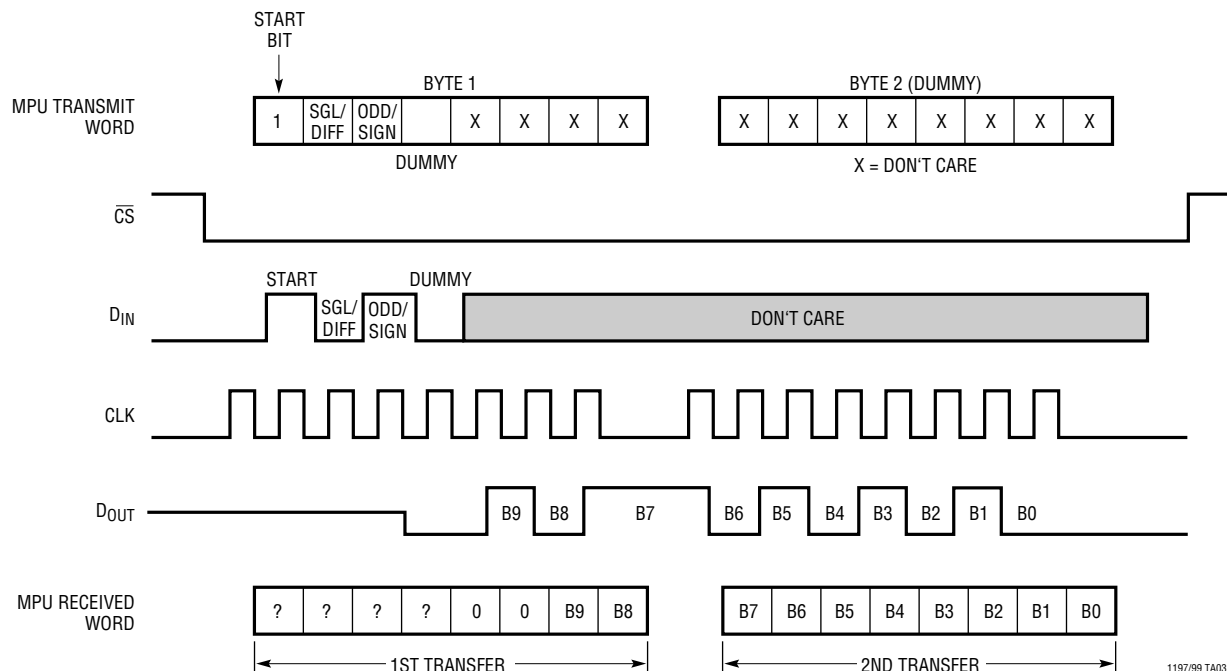 START
BIT
BYTE 1
BYTE 2 (DUMMY)
MPU TRANSMIT
WORD
1
SGL/
DIFF
ODD/
SIGN
X
X
X
X
X
X
X
X
X
X
X
X
DUMMY
X = DON'T CARE
CS
START
DUMMY
DIN
SGL/
DIFF
ODD/
SIGN
DON'T CARE
CLK
DOUT
B9
B8
B7
B6
B5
B4
B3
B2
B1
B0
MPU RECEIVED
WORD
?
?
?
?
0
0
B9
B8
B7
B6
B5
B4
B3
B2
B1
B0
1ST TRANSFER
2ND TRANSFER
1197/99 TA03